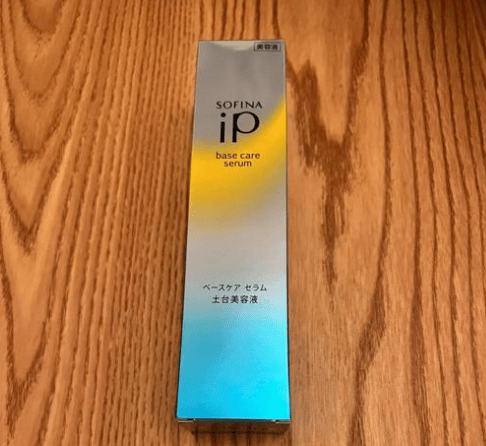 美容液
SOFINA
iP
base care
serum
ベースケア セラム
土台美容液